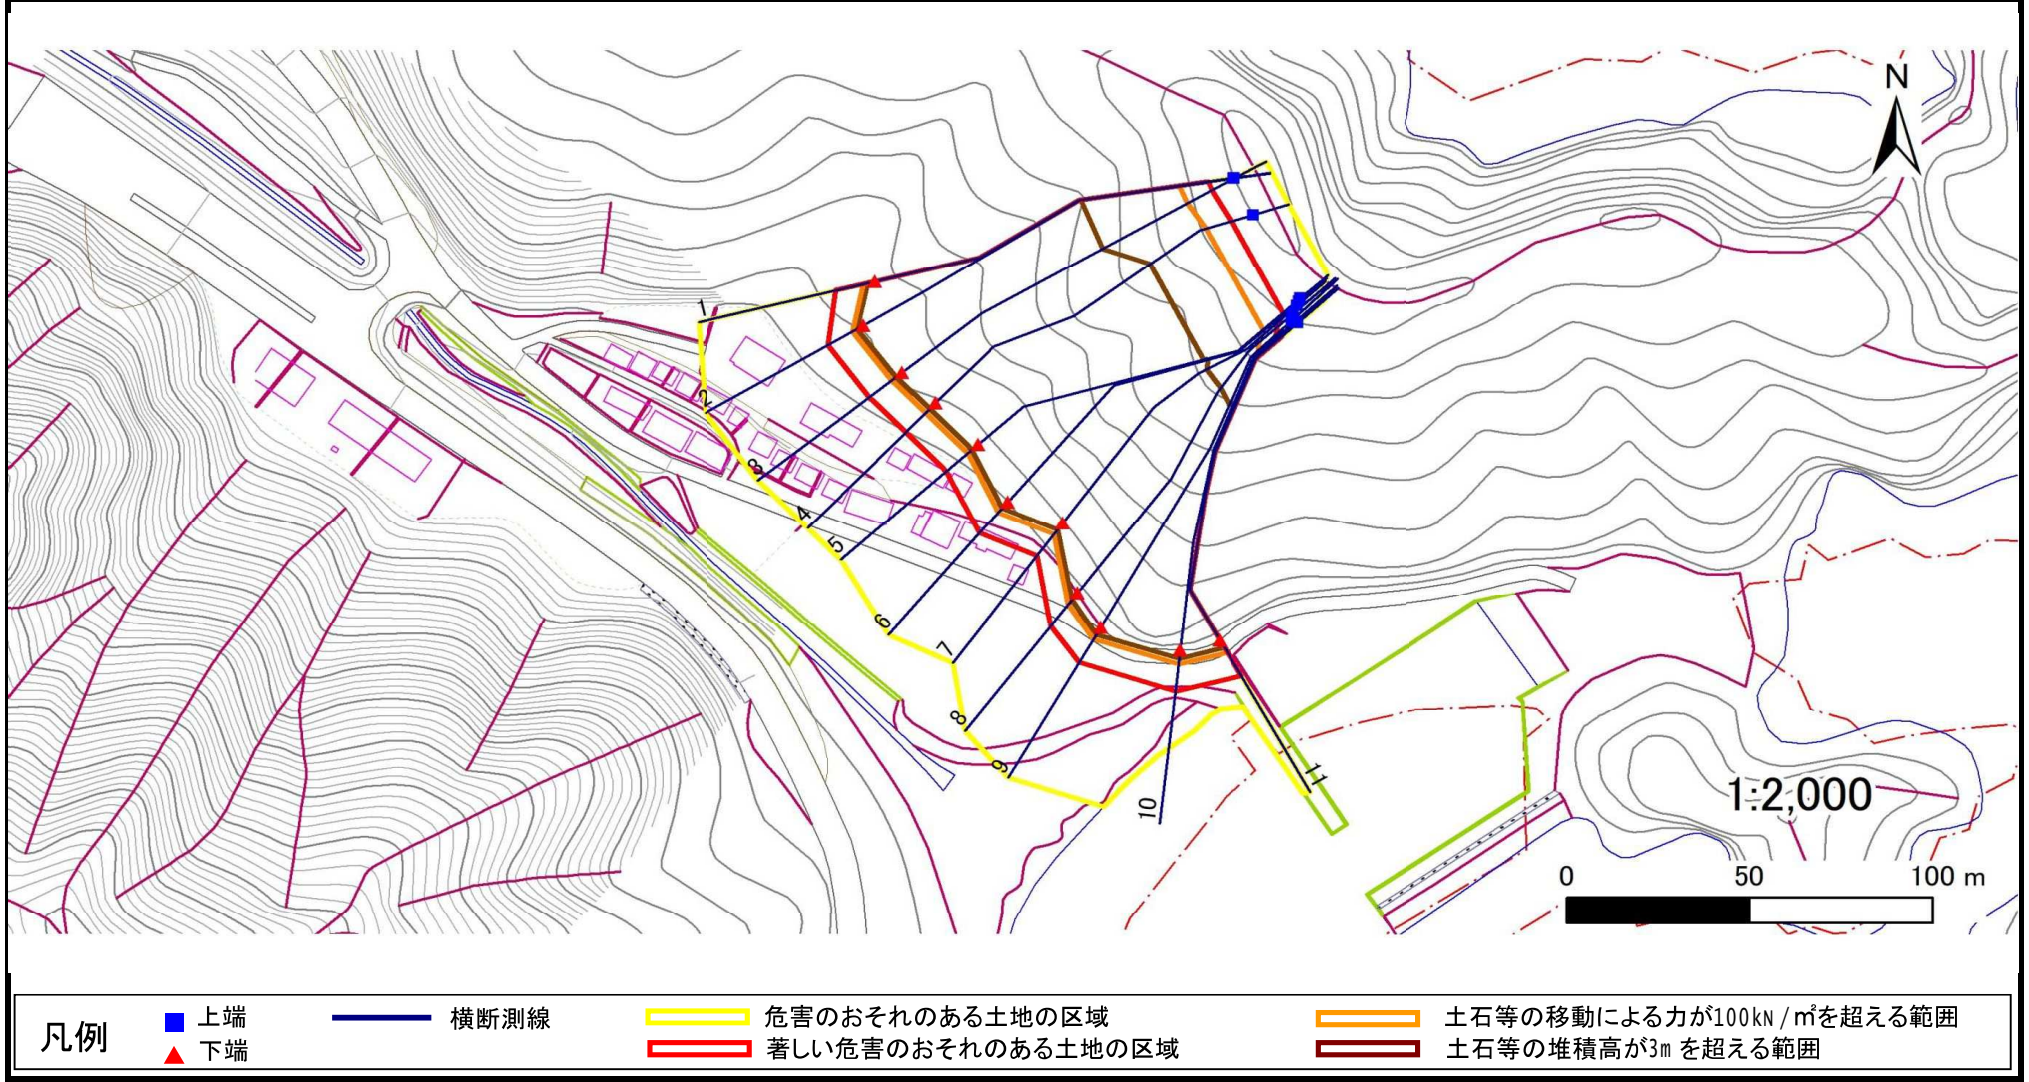 N
1
2
3
4
5
6
7
8
9
10
11
1:2,000
0 50 100 m
凡例
上端
下端
横断測線
危害のおそれのある土地の区域
著しい危害のおそれのある土地の区域
土石等の移動による力が100kN/㎡を超える範囲
土石等の堆積高が3mを超える範囲